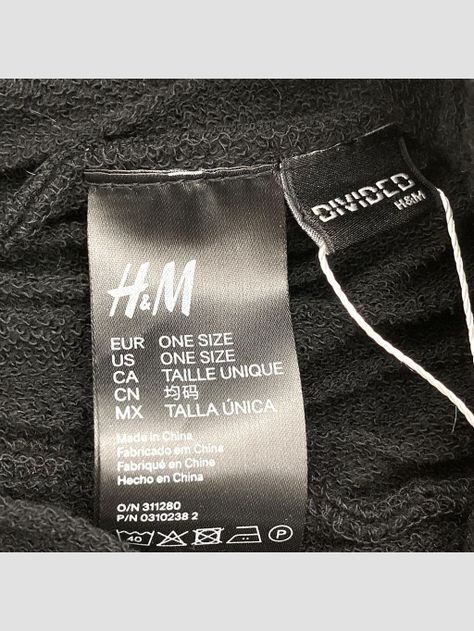 DIVIDED
H&M
H&M
EUR ONE SIZE
US ONE SIZE
CA TAILLE UNIQUE
CN 均码
MX TALLA ÚNICA
Made in China
Fabricado em China
Fabriqué en Chine
Hecho en China
O/N 311280
P/N 0310238 2
40 P